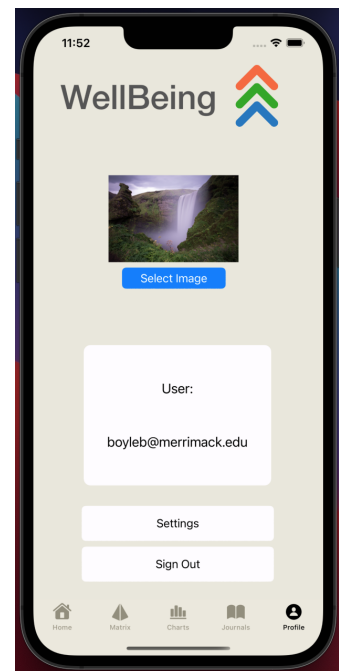 11:52
WellBeing
Select Image
User:
boyleb@merrimack.edu
Settings
Sign Out
Home Matrix Charts Journals Profile